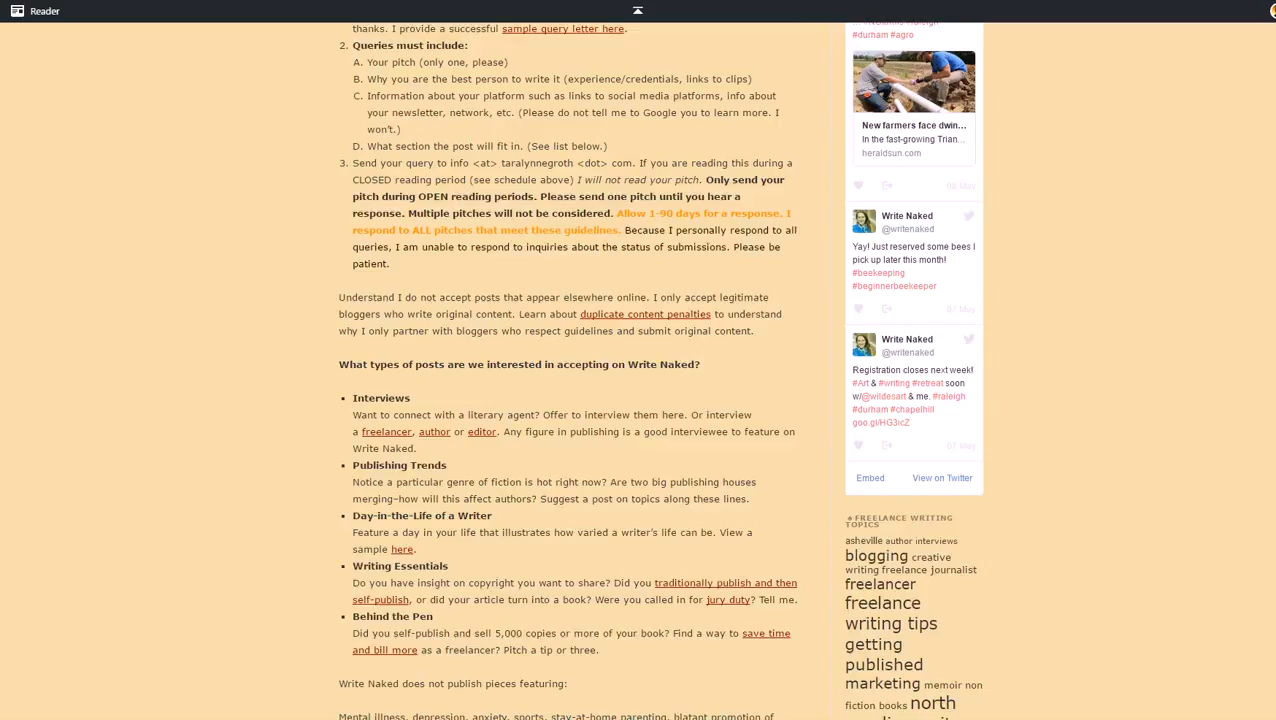 Reader
thanks. I provide a successful sample query letter here.
2. Queries must include:
A. Your pitch (only one, please)
B. Why you are the best person to write it (experience/credentials, links to clips)
C. Information about your platform such as links to social media platforms, info about
your newsletter, network, etc. (Please do not tell me to Google you to learn more. I
won't.)
D. What section the post will fit in. (See list below.)
3. Send your query to info <at> taralynnegroth <dot> com. If you are reading this during a
CLOSED reading period (see schedule above) I will not read your pitch. Only send your
pitch during OPEN reading periods. Please send one pitch until you hear a
response. Multiple pitches will not be considered. Allow 1-90 days for a response. I
respond to ALL pitches that meet these guidelines. Because I personally respond to all
queries, I am unable to respond to inquiries about the status of submissions. Please be
patient.
Understand I do not accept posts that appear elsewhere online. I only accept legitimate
bloggers who write original content. Learn about duplicate content penalties to understand
why I only partner with bloggers who respect guidelines and submit original content.
What types of posts are we interested in accepting on Write Naked?
Interviews
Want to connect with a literary agent? Offer to interview them here. Or interview
a freelancer, author or editor. Any figure in publishing is a good interviewee to feature on
Write Naked.
Publishing Trends
Notice a particular genre of fiction is hot right now? Are two big publishing houses
merging–how will this affect authors? Suggest a post on topics along these lines.
Day-in-the-Life of a Writer
Feature a day in your life that illustrates how varied a writer's life can be. View a
sample here.
Writing Essentials
Do you have insight on copyright you want to share? Did you traditionally publish and then
self-publish, or did your article turn into a book? Were you called in for jury duty? Tell me.
Behind the Pen
Did you self-publish and sell 5,000 copies or more of your book? Find a way to save time
and bill more as a freelancer? Pitch a tip or three.
Write Naked does not publish pieces featuring:
Mental illness, depression, anxiety, sports, stay-at-home parenting, blatant promotion of
#durham #agro
New farmers face dwin...
In the fast-growing Trian...
heraldsun.com
08 May
Write Naked
@writenaked
Yay! Just reserved some bees I
pick up later this month!
#beekeeping
#beginnerbeekeeper
07 May
Write Naked
@writenaked
Registration closes next week!
#Art & #writing #retreat soon
w/@wildesart & me. #raleigh
#durham #chapelhill
goo.gl/HG3icZ
07 May
Embed View on Twitter
FREELANCE WRITING
TOPICS
asheville author interviews
blogging creative
writing freelance journalist
freelancer
freelance
writing tips
getting
published
marketing memoir non
fiction books north